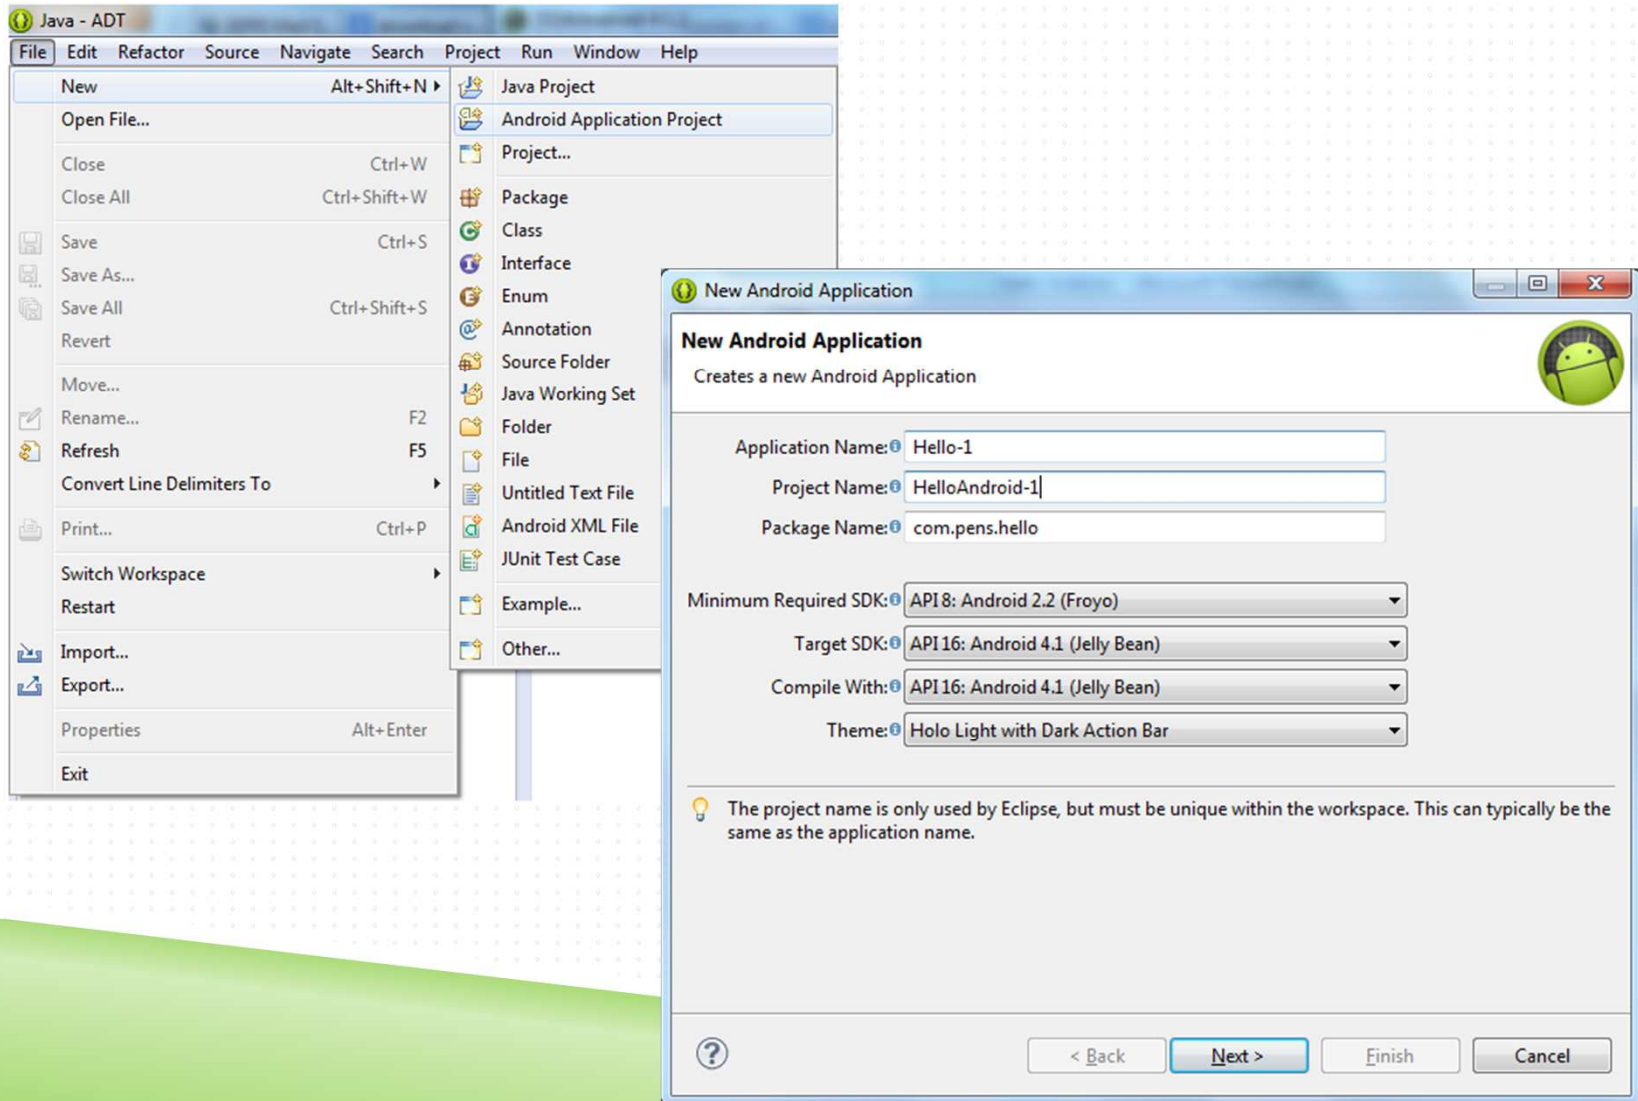 Java - ADT
File Edit Refactor Source Navigate Search Project Run Window Help
New Alt+Shift+N
Open File...
Close Ctrl+W
Close All Ctrl+Shift+W
Save Ctrl+S
Save As...
Save All Ctrl+Shift+S
Revert
Move...
Rename... F2
Refresh F5
Convert Line Delimiters To
Print... Ctrl+P
Switch Workspace
Restart
Import...
Export...
Properties Alt+Enter
Exit
Java Project
Android Application Project
Project...
Package
Class
Interface
Enum
Annotation
Source Folder
Java Working Set
Folder
File
Untitled Text File
Android XML File
JUnit Test Case
Example...
Other...
New Android Application
New Android Application
Creates a new Android Application
Application Name: Hello-1
Project Name: HelloAndroid-1
Package Name: com.pens.hello
Minimum Required SDK: API 8: Android 2.2 (Froyo)
Target SDK: API 16: Android 4.1 (Jelly Bean)
Compile With: API 16: Android 4.1 (Jelly Bean)
Theme: Holo Light with Dark Action Bar
The project name is only used by Eclipse, but must be unique within the workspace. This can typically be the
same as the application name.
< Back Next > Finish Cancel